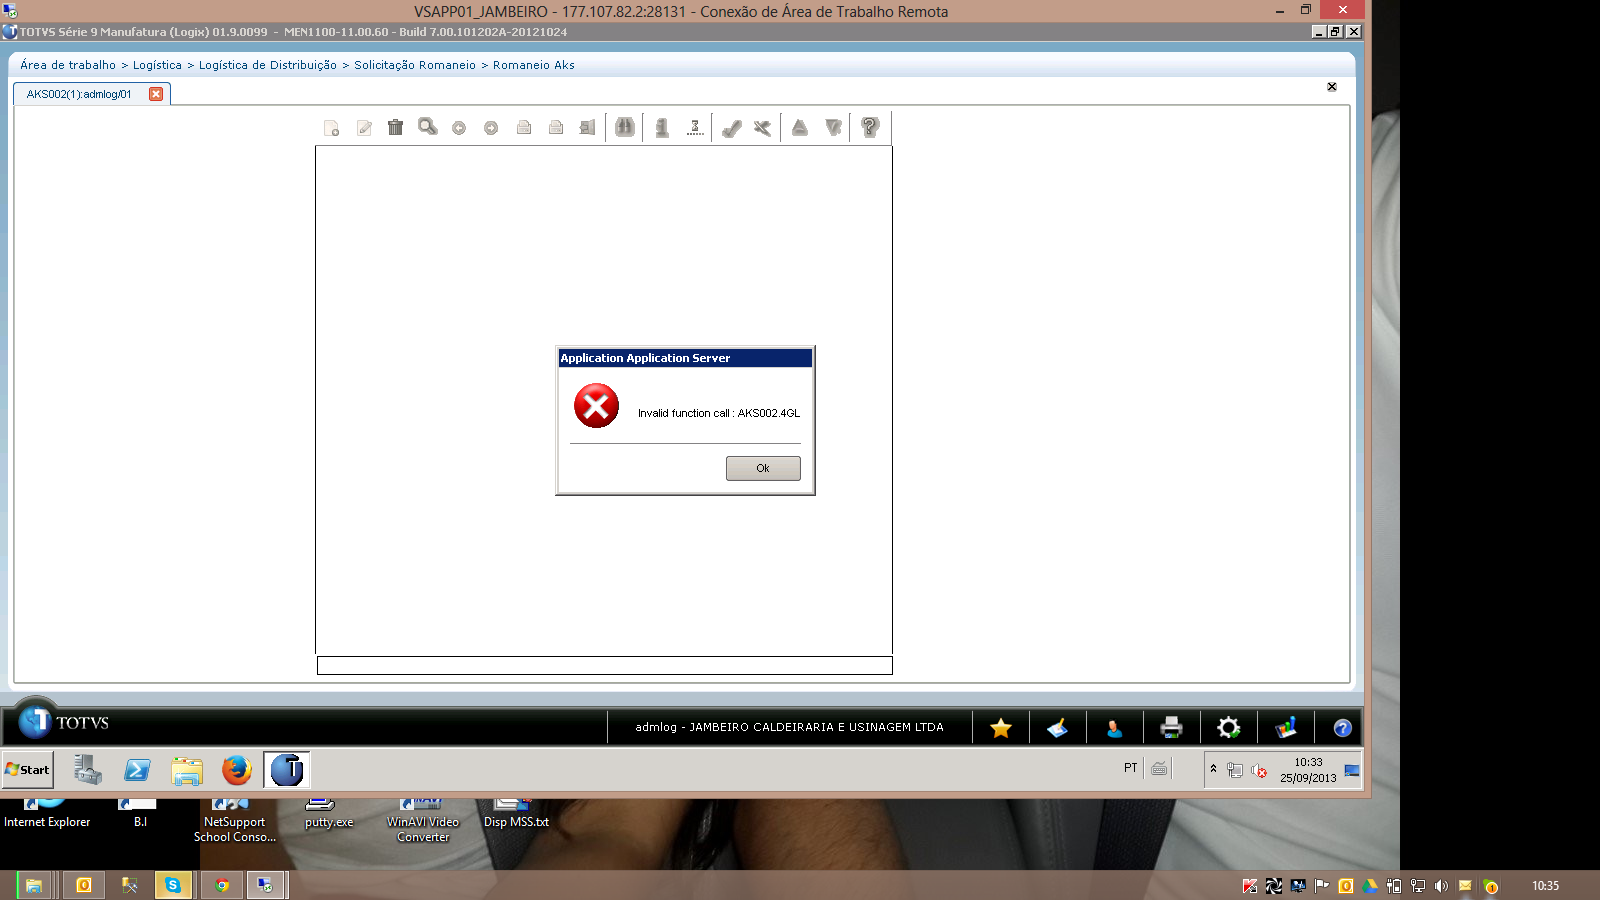 VSAPP01_JAMBEIRO - 177.107.82.2:28131 - Conexão de Área de Trabalho Remota
TOTVS Série 9 Manufatura (Logix) 01.9.0099 - MEN1100-11.00.60 - Build 7.00.101202A-20121024
Área de trabalho > Logística > Logística de Distribuição > Solicitação Romaneio > Romaneio Aks
AKS002(1):admlog/01
Application Application Server
Invalid function call : AKS002.4GL
Ok
TOTVS
admlog - JAMBEIRO CALDEIRARIA E USINAGEM LTDA
Start
PT
10:33
25/09/2013
Internet Explorer
B.I
NetSupport
School Conso...
putty.exe
WinAVI Video
Converter
Disp MSS.txt
10:35